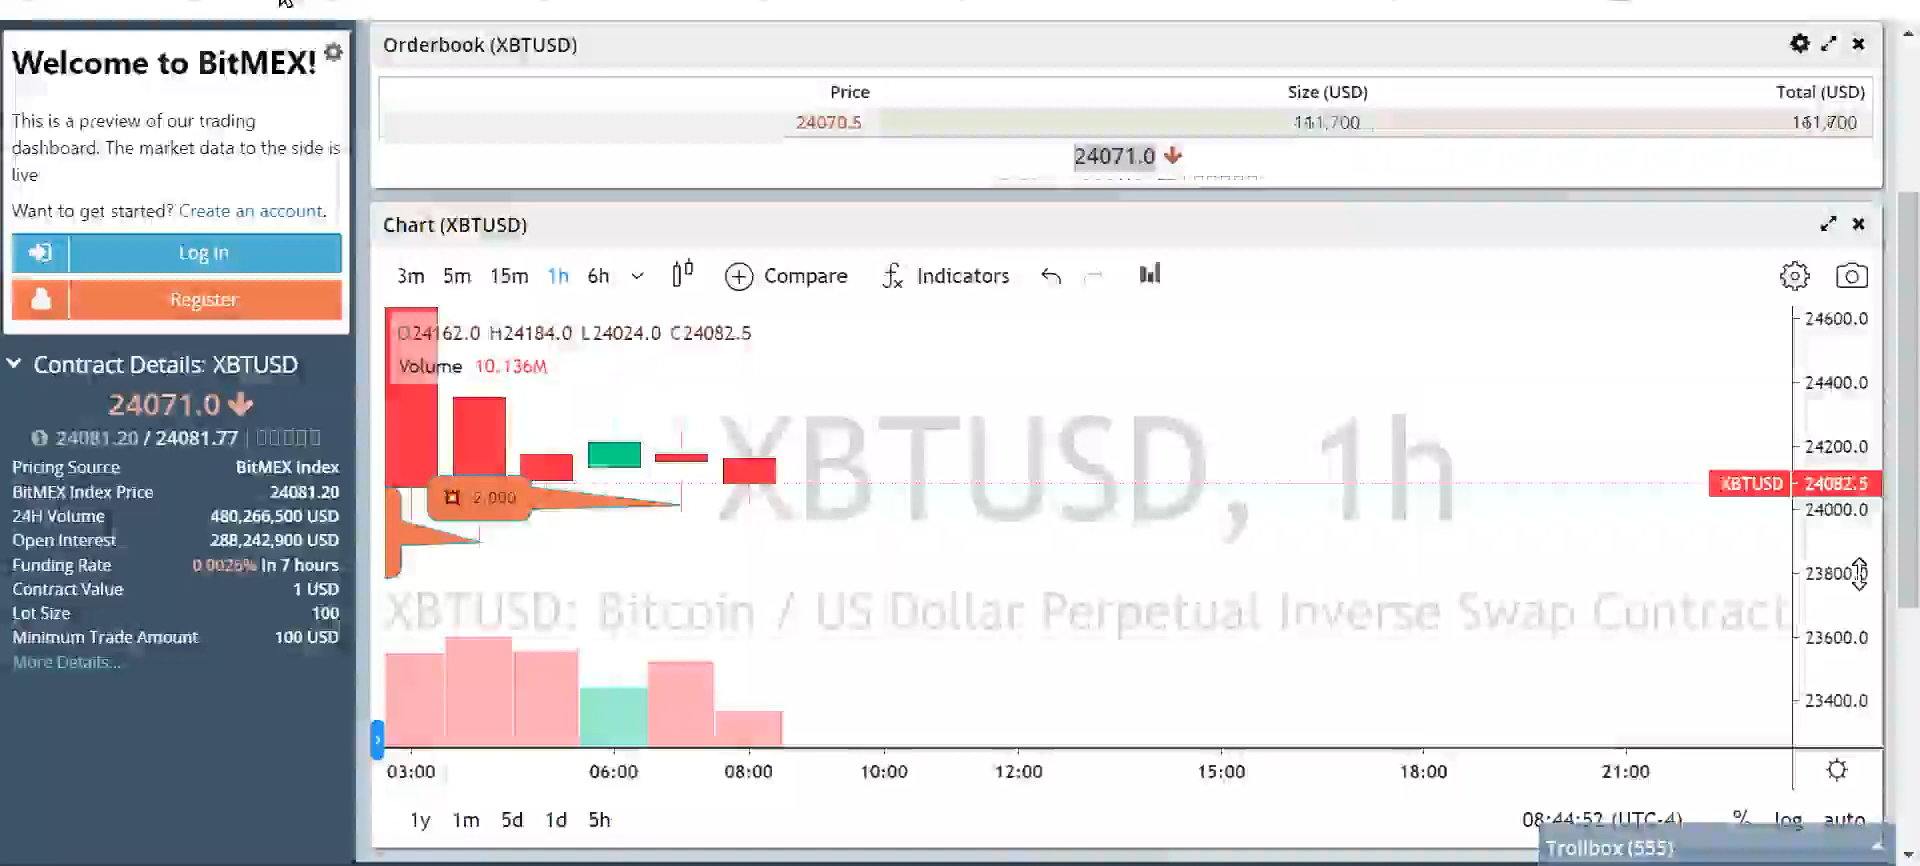 Welcome to BitMEX!
This is a preview of our trading
dashboard. The market data to the side is
live
Want to get started? Create an account.
Log in
Register
Contract Details: XBTUSD
24071.0
24081.20 / 24081.77
Pricing Source BitMEX Index
BitMEX Index Price 24081.20
24H Volume 480,266,500 USD
Open Interest 288,242,900 USD
Funding Rate 0.0026% in 7 hours
Contract Value 1 USD
Lot Size 100
Minimum Trade Amount 100 USD
More Details...
Orderbook (XBTUSD)
Price Size (USD) Total (USD)
24070.5
24071.0
Chart (XBTUSD)
3m 5m 15m 1h 6h Compare Indicators
O24162.0 H24184.0 L24024.0 C24082.5
Volume 10.136M
2.000
XBTUSD, 1h
XBTUSD: Bitcoin / US Dollar Perpetual Inverse Swap Contract
24600.0
24400.0
24200.0
XBTUSD 24082.5
24000.0
23800.0
23600.0
23400.0
03:00 06:00 08:00 10:00 12:00 15:00 18:00 21:00
1y 1m 5d 1d 5h 08:44:52 (UTC-4) % log auto
Trollbox (555)